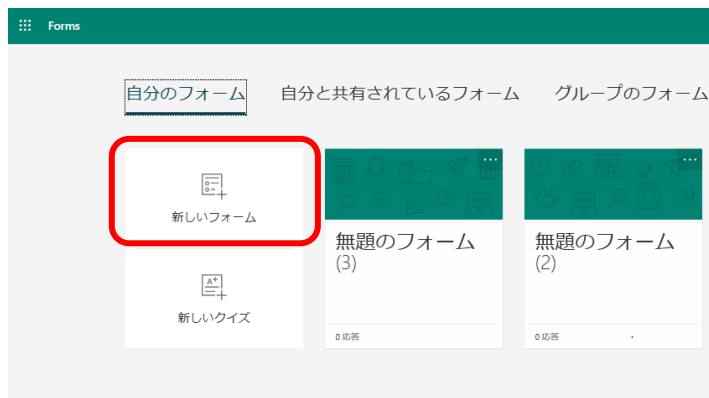 Forms
自分のフォーム 自分と共有されているフォーム グループのフォーム
新しいフォーム
無題のフォーム
(3)
無題のフォーム
(2)
新しいクイズ
0 応答
0 応答